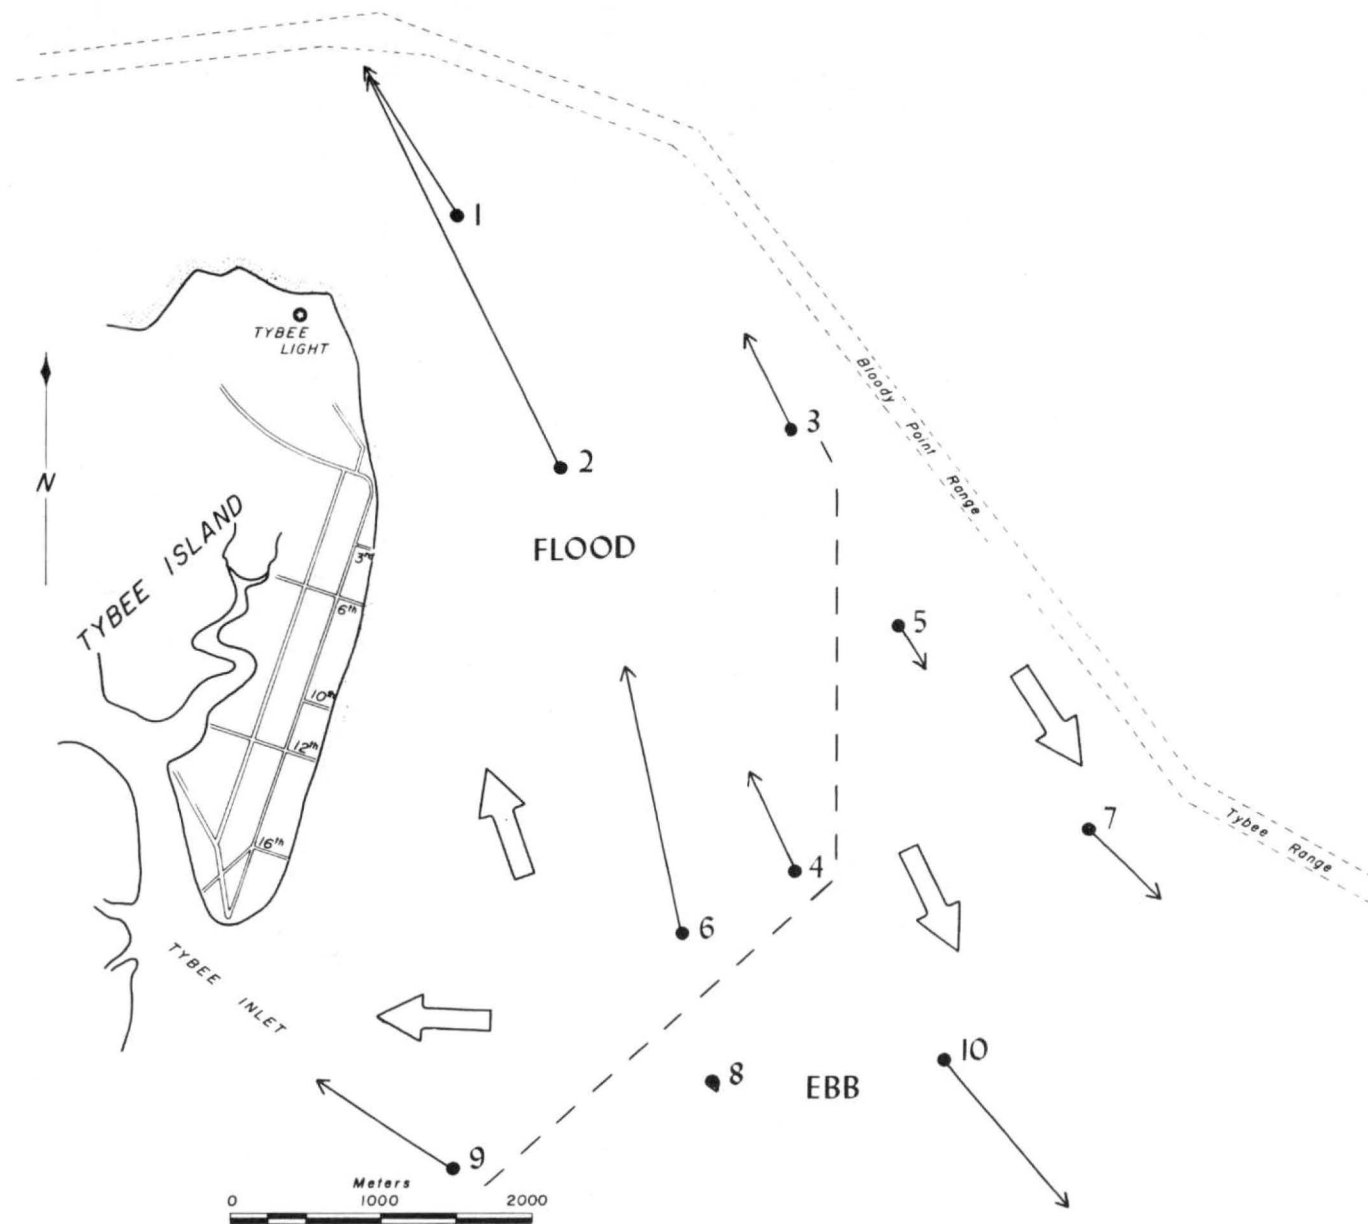 1
TYBEE
LIGHT
3
Bloody Point Range
2
N
FLOOD
TYBEE ISLAND
3rd
6th
5
10th
12th
7
16th
4
Tybee Range
6
TYBEE INLET
10
8
EBB
9
Meters
0 1000 2000